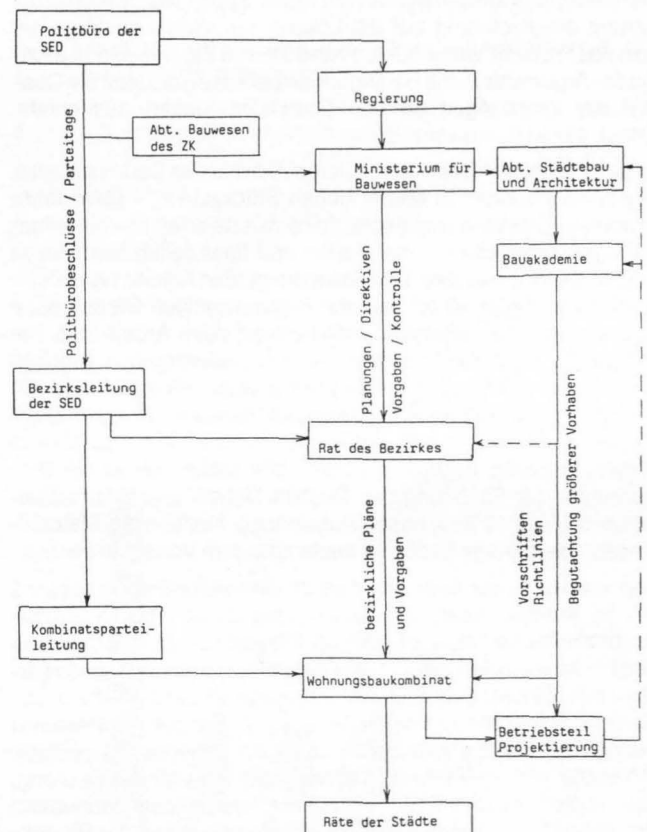 Politbüro der
SED
Regierung
Abt. Bauwesen
des ZK
Ministerium für
Bauwesen
Abt. Städtebau
und Architektur
Bauakademie
Politbürobeschlüsse / Parteitage
Planungen / Direktiven
Vorgaben / Kontrolle
Bezirksleitung
der SED
Rat des Bezirkes
bezirkliche Pläne
und Vorgaben
Vorschriften
Richtlinien
Begutachtung größerer Vorhaben
Kombinatspartei-
leitung
Wohnungsbaukombinat
Betriebsteil
Projektierung
Räte der Städte